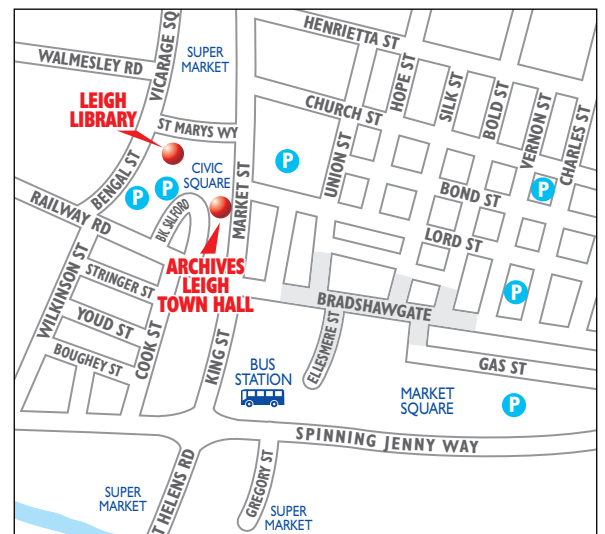 HENRIETTA ST
VICARAGE SQ
SUPER
MARKET
WALMESLEY RD
HOPE ST
SILK ST
BOLD ST
VERNON ST
CHARLES ST
LEIGH
LIBRARY
CHURCH ST
ST MARYS WY
UNION ST
BENGAL ST
CIVIC
SQUARE
MARKET ST
P
P
P
P
BOND ST
RAILWAY RD
BK. SALFORD
LORD ST
ARCHIVES
LEIGH
TOWN HALL
WILKINSON ST
STRINGER ST
P
BRADSHAWGATE
YOUD ST
COOK ST
KING ST
ELLESMERE ST
BOUGHEY ST
BUS
STATION
GAS ST
MARKET
SQUARE
P
SPINNING JENNY WAY
T HELENS RD
GREGORY ST
SUPER
MARKET
SUPER
MARKET